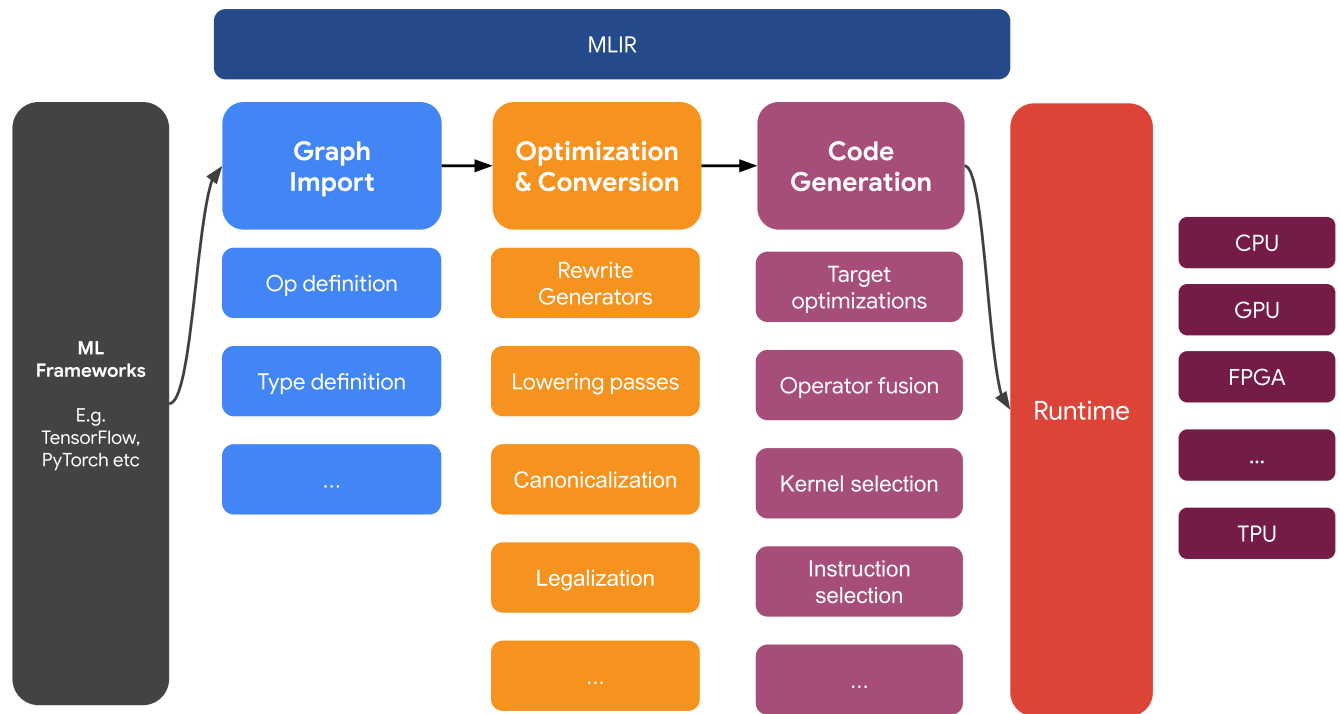 MLIR
ML
Frameworks
E.g.
TensorFlow,
PyTorch etc
Graph
Import
Op definition
Type definition
...
Optimization
& Conversion
Rewrite
Generators
Lowering passes
Canonicalization
Legalization
...
Code
Generation
Target
optimizations
Operator fusion
Kernel selection
Instruction
selection
...
Runtime
CPU
GPU
FPGA
...
TPU